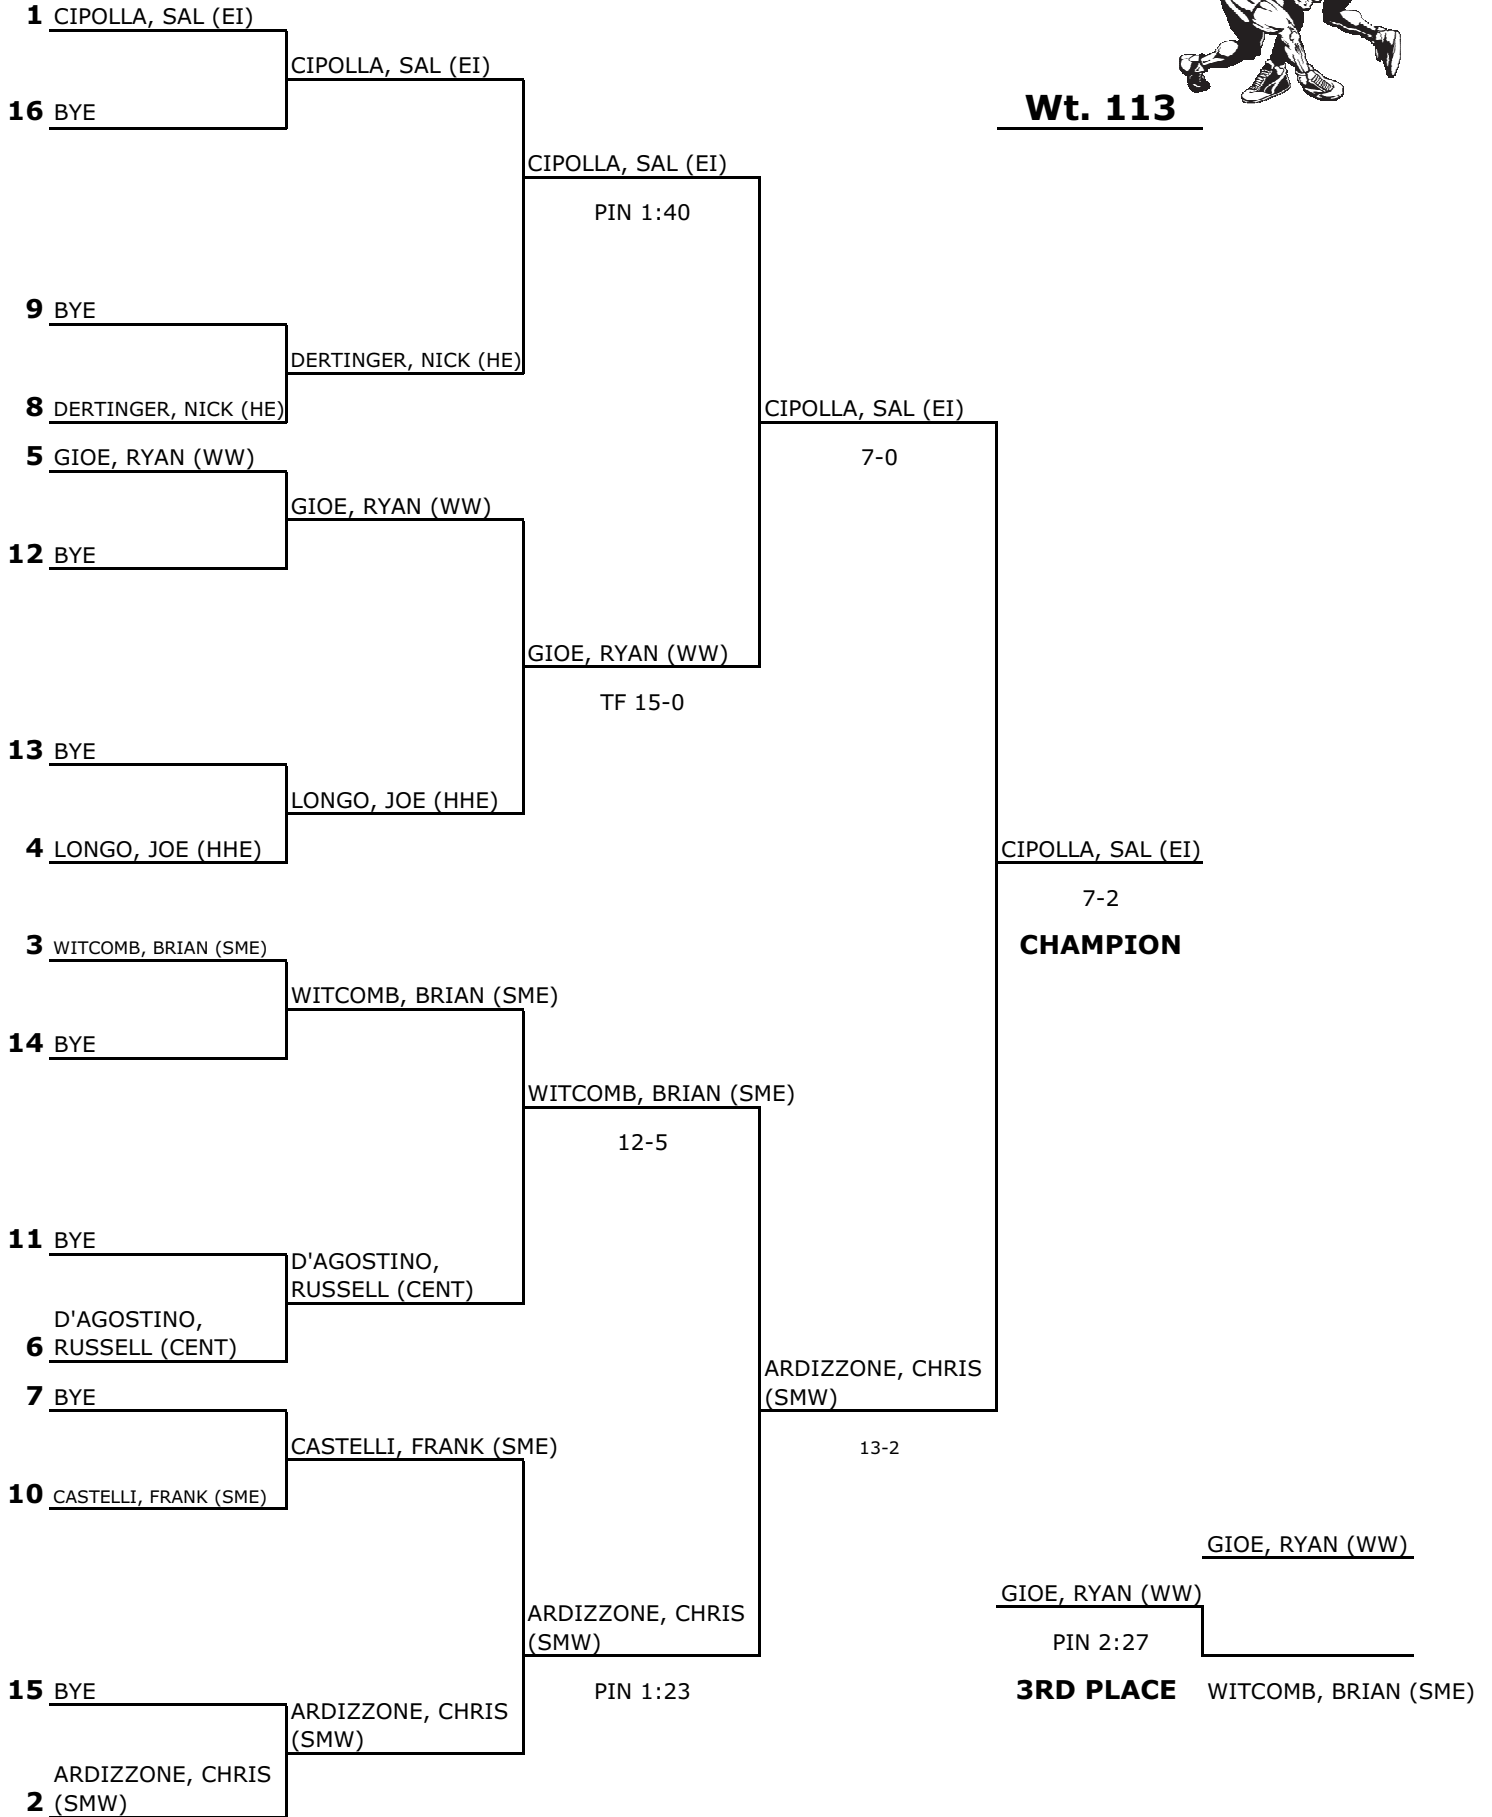 1 CIPOLLA, SAL (EI)
CIPOLLA, SAL (EI)
16 BYE
Wt. 113
CIPOLLA, SAL (EI)
PIN 1:40
9 BYE
DERTINGER, NICK (HE)
8 DERTINGER, NICK (HE)
CIPOLLA, SAL (EI)
5 GIOE, RYAN (WW)
7-0
GIOE, RYAN (WW)
12 BYE
GIOE, RYAN (WW)
TF 15-0
13 BYE
LONGO, JOE (HHE)
4 LONGO, JOE (HHE)
CIPOLLA, SAL (EI)
7-2
CHAMPION
3 WITCOMB, BRIAN (SME)
WITCOMB, BRIAN (SME)
14 BYE
WITCOMB, BRIAN (SME)
12-5
11 BYE
D'AGOSTINO,
RUSSELL (CENT)
D'AGOSTINO,
6 RUSSELL (CENT)
ARDIZZONE, CHRIS
(SMW)
7 BYE
CASTELLI, FRANK (SME)
13-2
10 CASTELLI, FRANK (SME)
GIOE, RYAN (WW)
GIOE, RYAN (WW)
ARDIZZONE, CHRIS
(SMW)
PIN 2:27
15 BYE
PIN 1:23
3RD PLACE WITCOMB, BRIAN (SME)
ARDIZZONE, CHRIS
(SMW)
ARDIZZONE, CHRIS
2 (SMW)